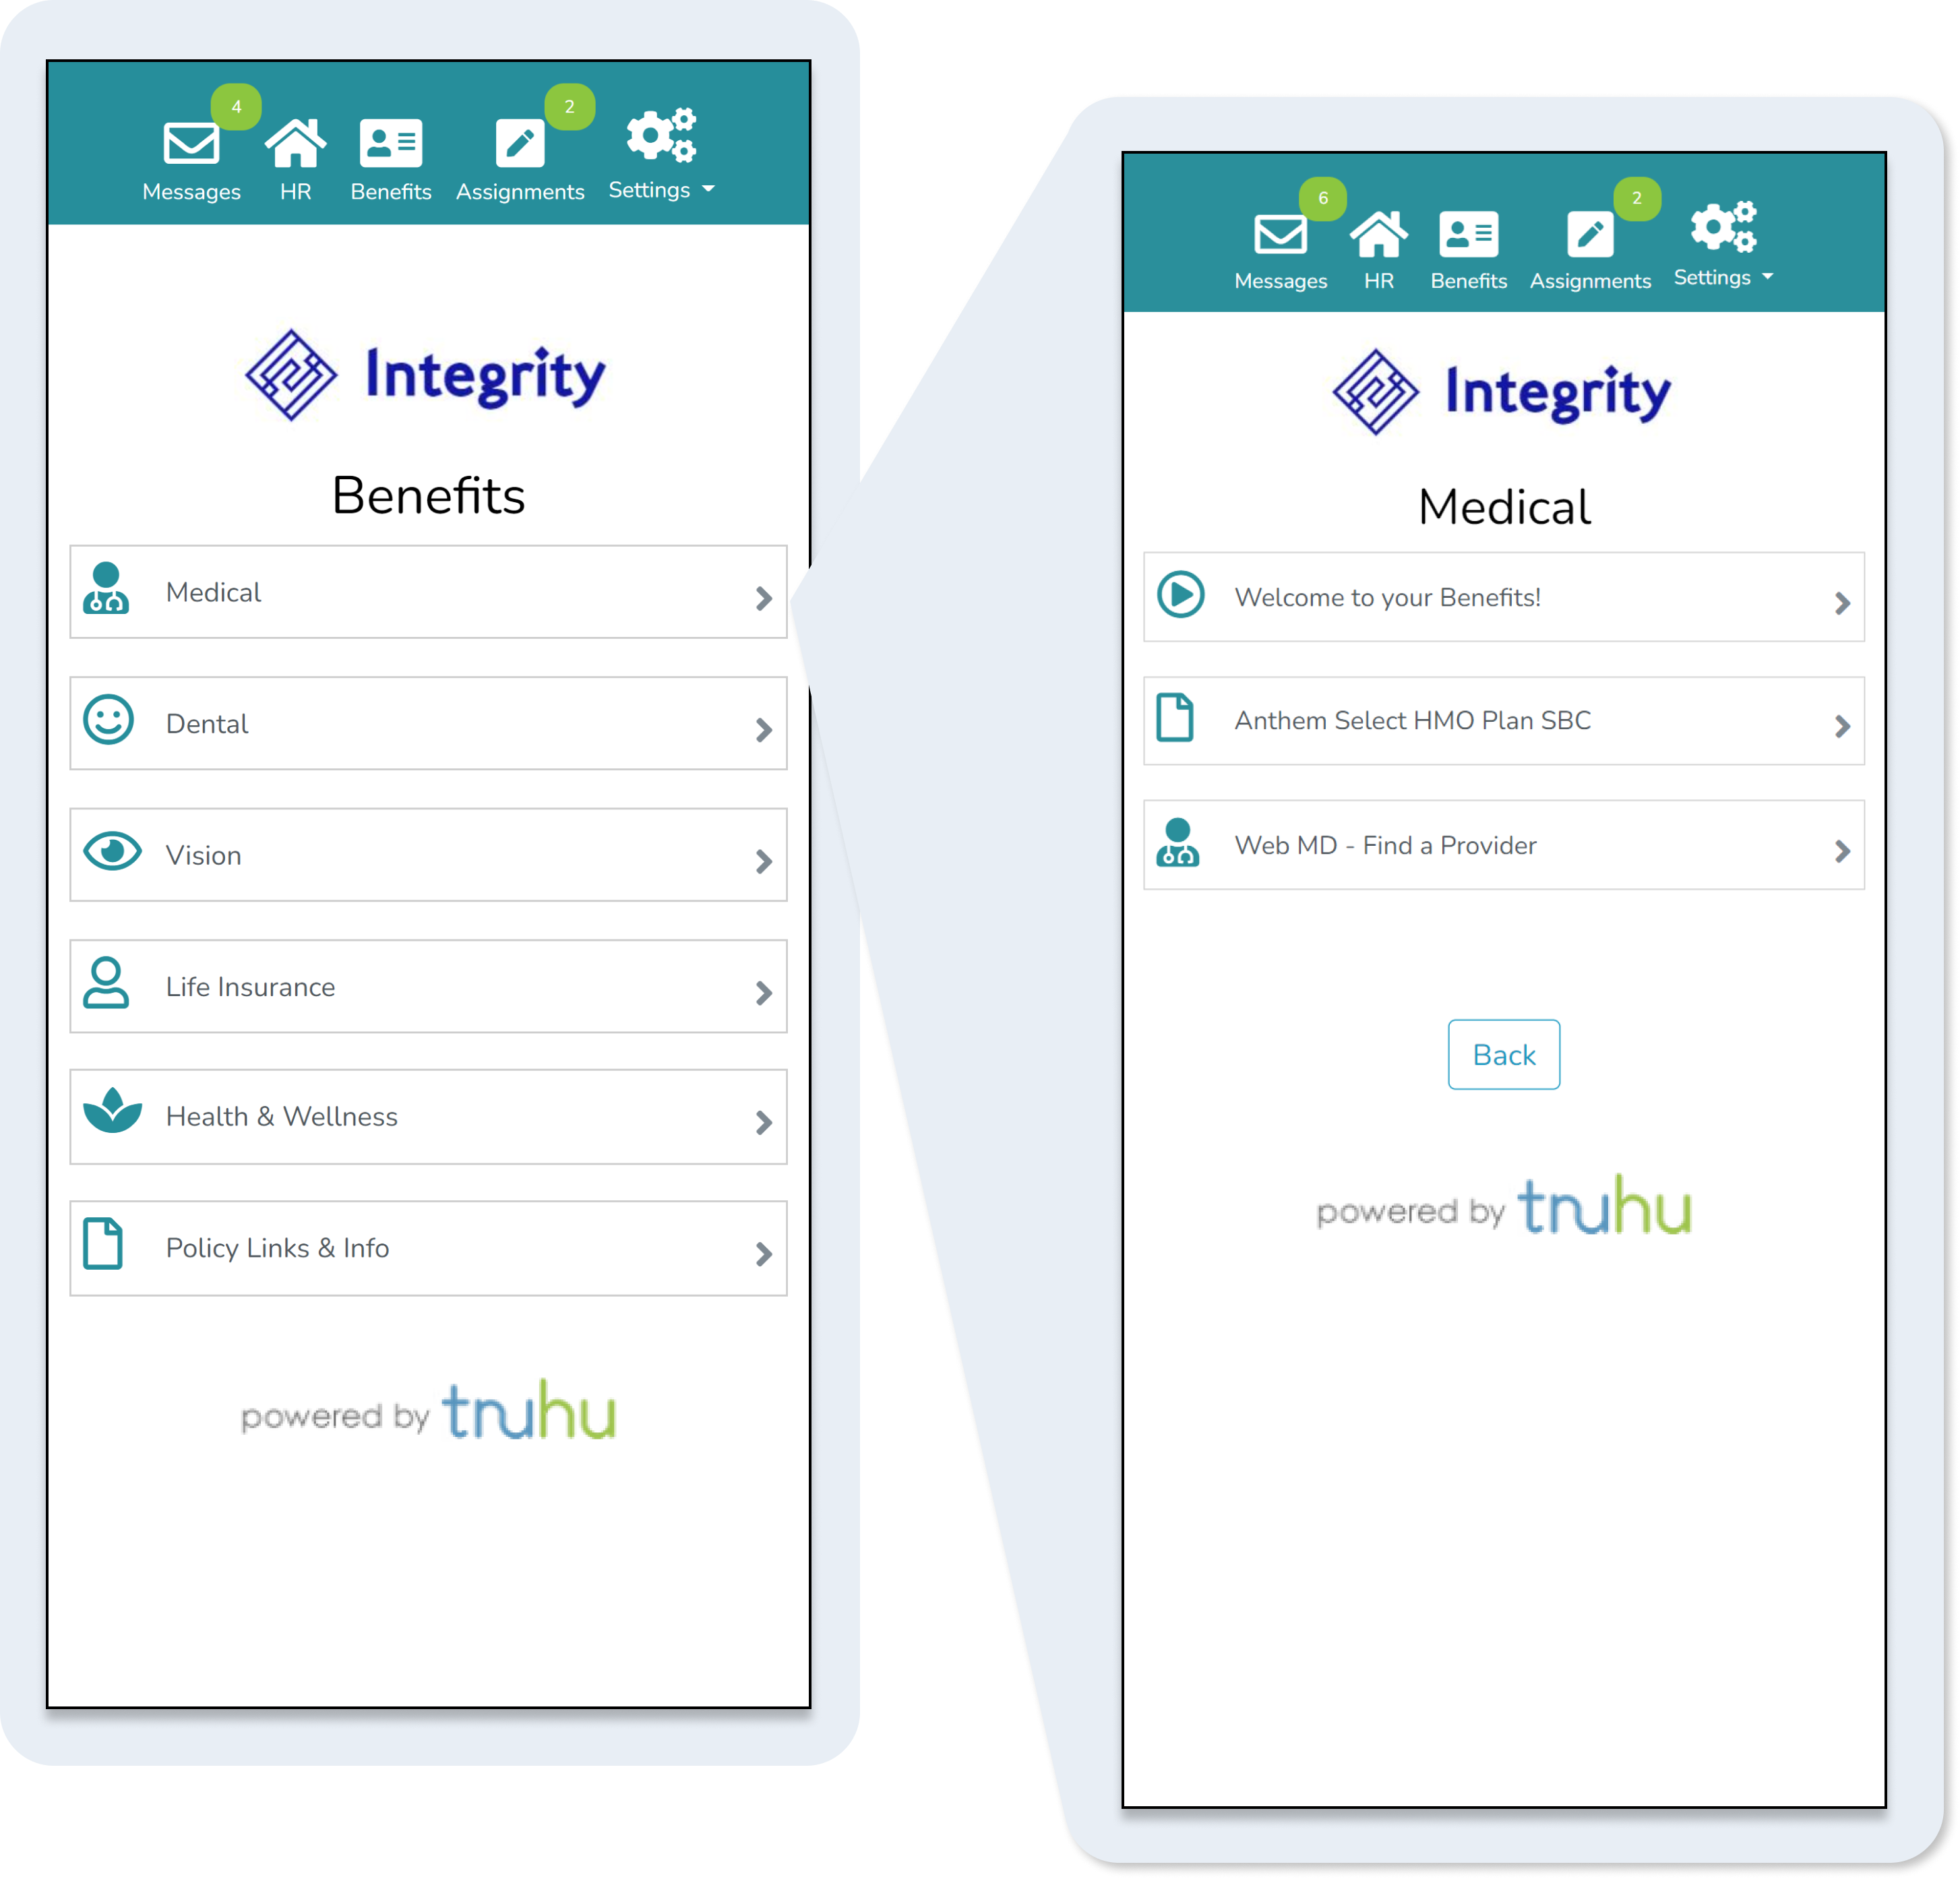 4
2
Messages HR Benefits Assignments Settings
Integrity
Benefits
Medical
Dental
Vision
Life Insurance
Health & Wellness
Policy Links & Info
powered by truhu
6
2
Messages HR Benefits Assignments Settings
Integrity
Medical
Welcome to your Benefits!
Anthem Select HMO Plan SBC
Web MD - Find a Provider
Back
powered by truhu